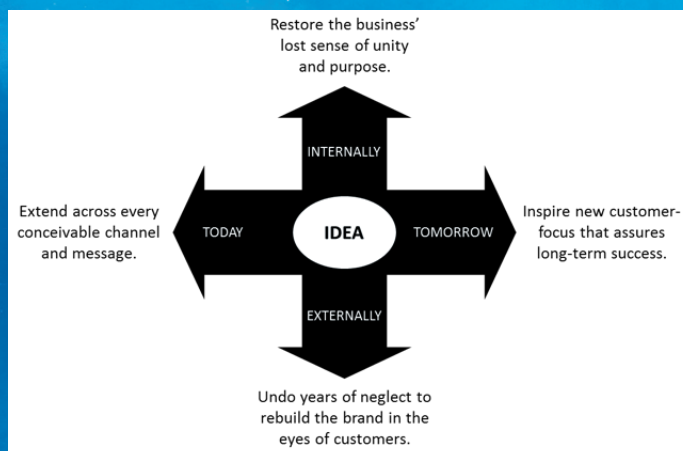 Restore the business'
lost sense of unity
and purpose.
INTERNALLY
Extend across every
conceivable channel
and message.
TODAY
IDEA
TOMORROW
Inspire new customer-
focus that assures
long-term success.
EXTERNALLY
Undo years of neglect to
rebuild the brand in the
eyes of customers.